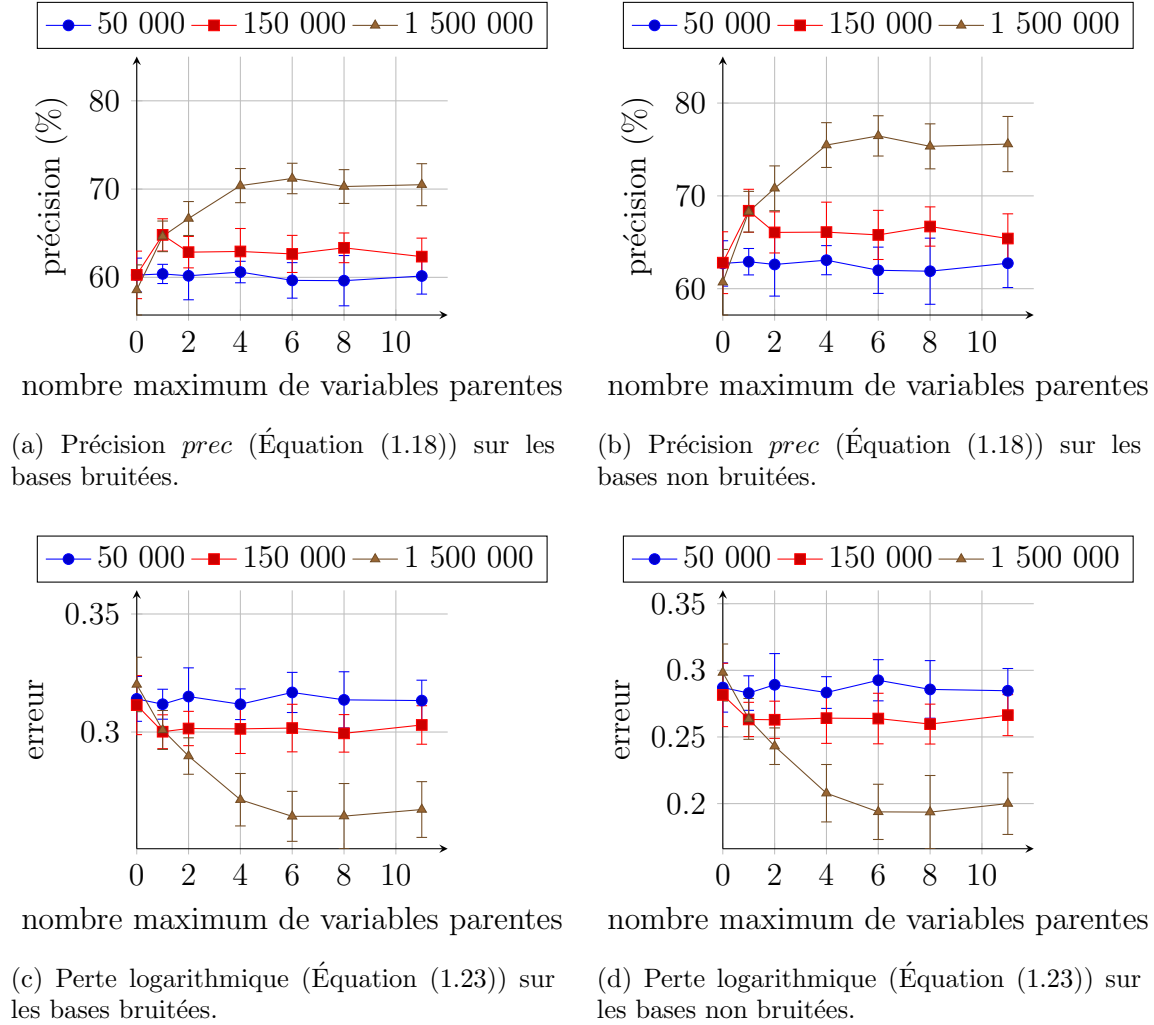 50 000 150 000 1 500 000
80
70
60
précision (%)
0 2 4 6 8 10
nombre maximum de variables parentes
(a) Précision prec (Équation (1.18)) sur les
bases bruitées.
50 000 150 000 1 500 000
80
70
60
précision (%)
0 2 4 6 8 10
nombre maximum de variables parentes
(b) Précision prec (Équation (1.18)) sur les
bases non bruitées.
50 000 150 000 1 500 000
0.35
0.3
erreur
0 2 4 6 8 10
nombre maximum de variables parentes
(c) Perte logarithmique (Équation (1.23)) sur
les bases bruitées.
50 000 150 000 1 500 000
0.35
0.3
0.25
0.2
erreur
0 2 4 6 8 10
nombre maximum de variables parentes
(d) Perte logarithmique (Équation (1.23)) sur
les bases non bruitées.